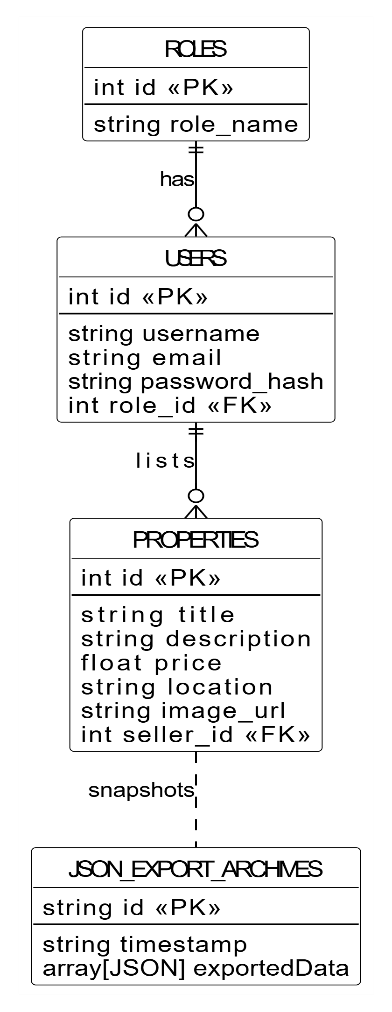 ROLES
int id «PK»
string role_name
has
USERS
int id «PK»
string username
string email
string password_hash
int role_id «FK»
lists
PROPERTIES
int id «PK»
string title
string description
float price
string location
string image_url
int seller_id «FK»
snapshots
JSON_EXPORT_ARCHIVES
string id «PK»
string timestamp
array[JSON] exportedData